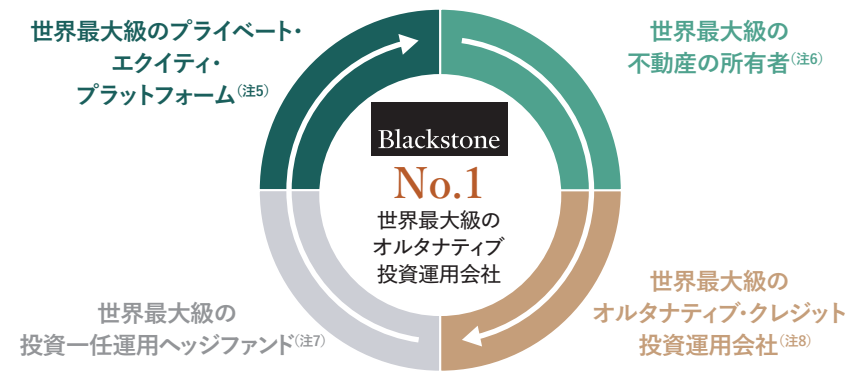 世界最大級のプライベート・
エクイティ・
プラットフォーム(注5)
世界最大級の
不動産の所有者(注6)
Blackstone
No.1
世界最大級の
オルタナティブ
投資運用会社
世界最大級の
投資一任運用ヘッジファンド(注7)
世界最大級の
オルタナティブ・クレジット
投資運用会社(注8)